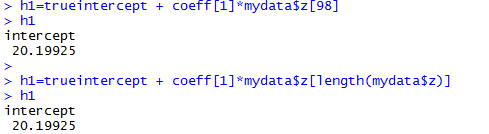 > h1=trueintercept + coeff[1]*mydata$z[98]
> h1
intercept
20.19925
>
> h1=trueintercept + coeff[1]*mydata$z[length(mydata$z)]
> h1
intercept
20.19925